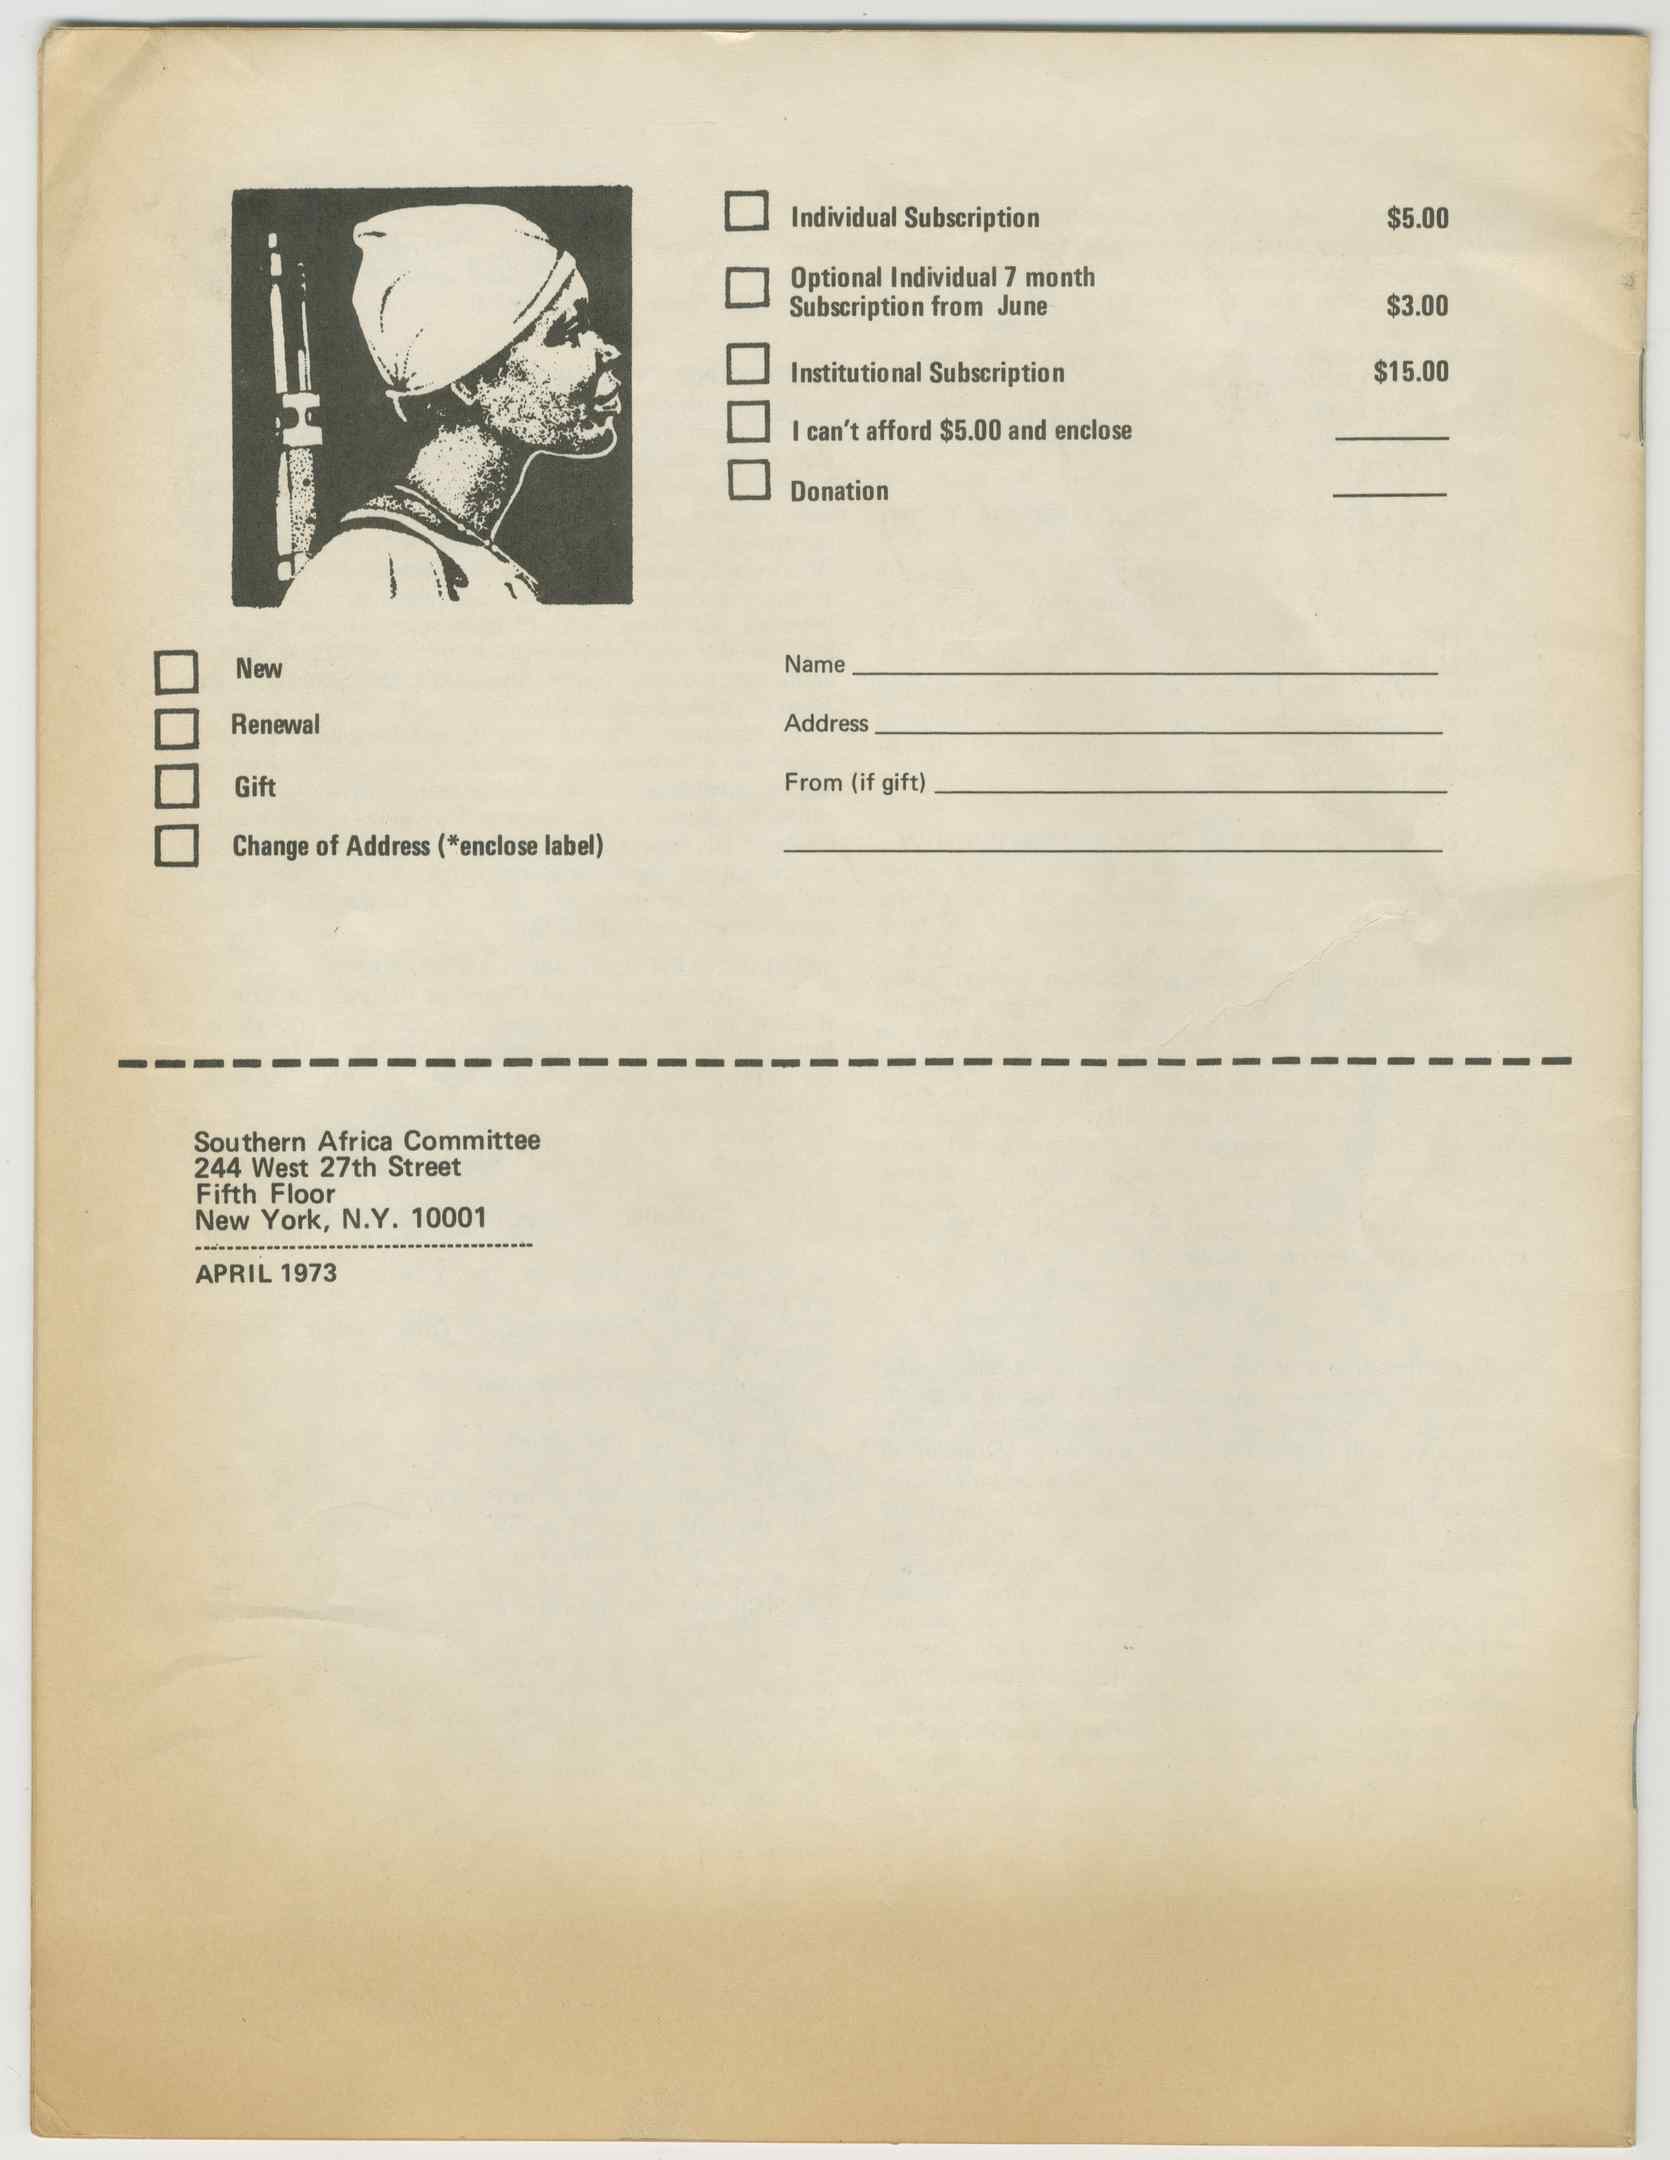 Individual Subscription $5.00
Optional Individual 7 month
Subscription from June $3.00
Institutional Subscription $15.00
I can't afford $5.00 and enclose
Donation
New
Renewal
Gift
Change of Address (*enclose label)
Name
Address
From (if gift)
Southern Africa Committee
244 West 27th Street
Fifth Floor
New York, N.Y. 10001
APRIL 1973